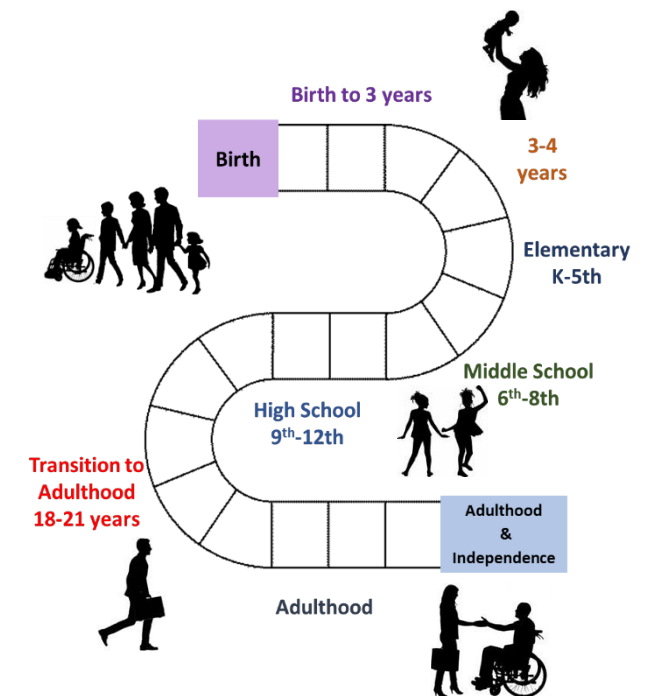 Birth to 3 years
Birth
3-4
years
Elementary
K-5th
Middle School
6th-8th
High School
9th-12th
Transition to
Adulthood
18-21 years
Adulthood
&
Independence
Adulthood